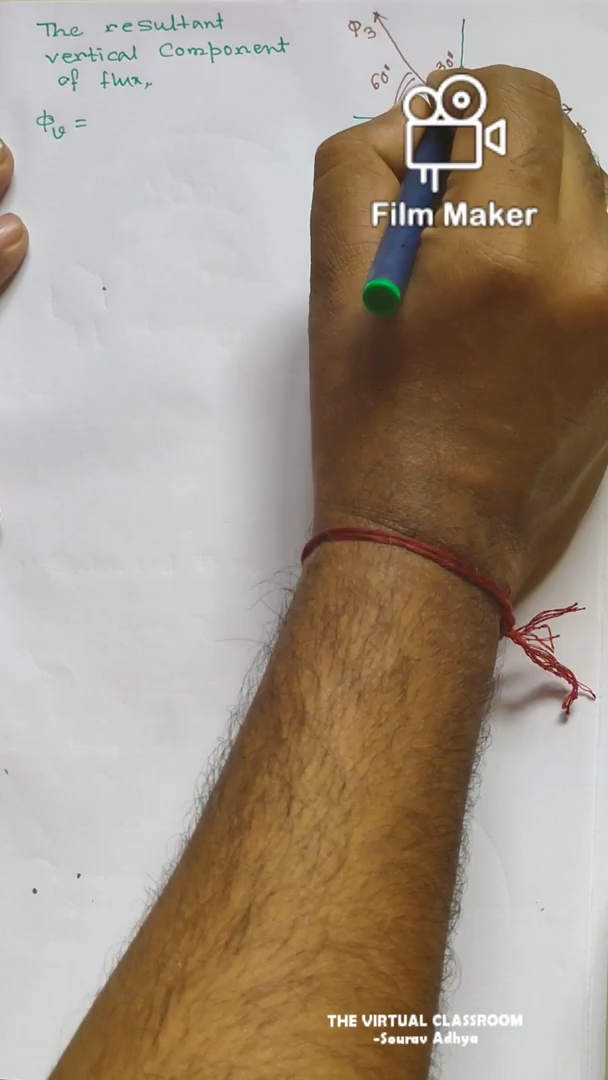 The resultant
vertical Component
of flux,
Φv =
Φ3
60°
30°
Film Maker
THE VIRTUAL CLASSROOM
-Sourav Adhya